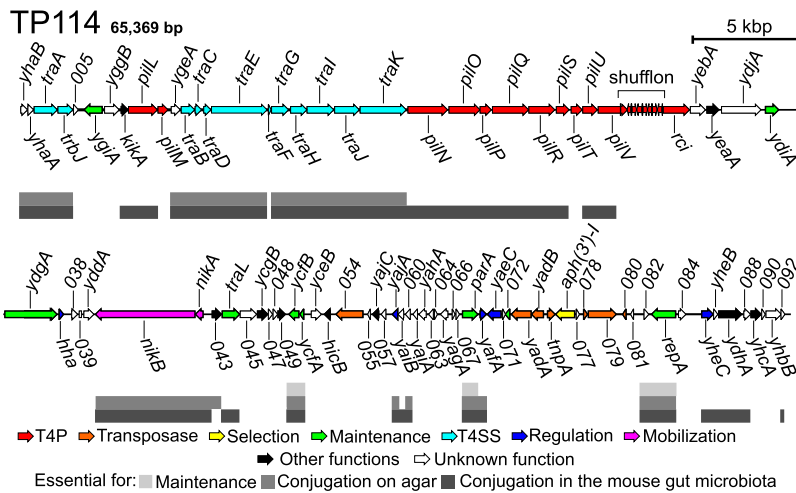 TP114 65,369 bp
5 kbp
yhaB traA 005 yggB pilL ygeA traC traE traG traI traK pilO pilQ pilS pilU shufflon yebA ydjA
yhaA trbJ ygiA kikA pilM traB traD traF traH traJ pilN pilP pilR pilT pilV rci yeaA ydiA
ydgA 038 yddA nikA traL ycgB 048 ycfB yceB 054 yajC yajA 060 yahA 064 066 parA yaeC 072 yadB aph(3')-I 078 080 082 084 yheB 088 090 092
hha 039 nikB 043 045 047 049 ycfA hicB 055 057 yalB yalA 063 yagA 067 yafA 071 yadA tnpA 077 079 081 repA yheC ydhA yhcA yhbB
T4P Transposase Selection Maintenance T4SS Regulation Mobilization
Other functions Unknown function
Essential for: Maintenance Conjugation on agar Conjugation in the mouse gut microbiota